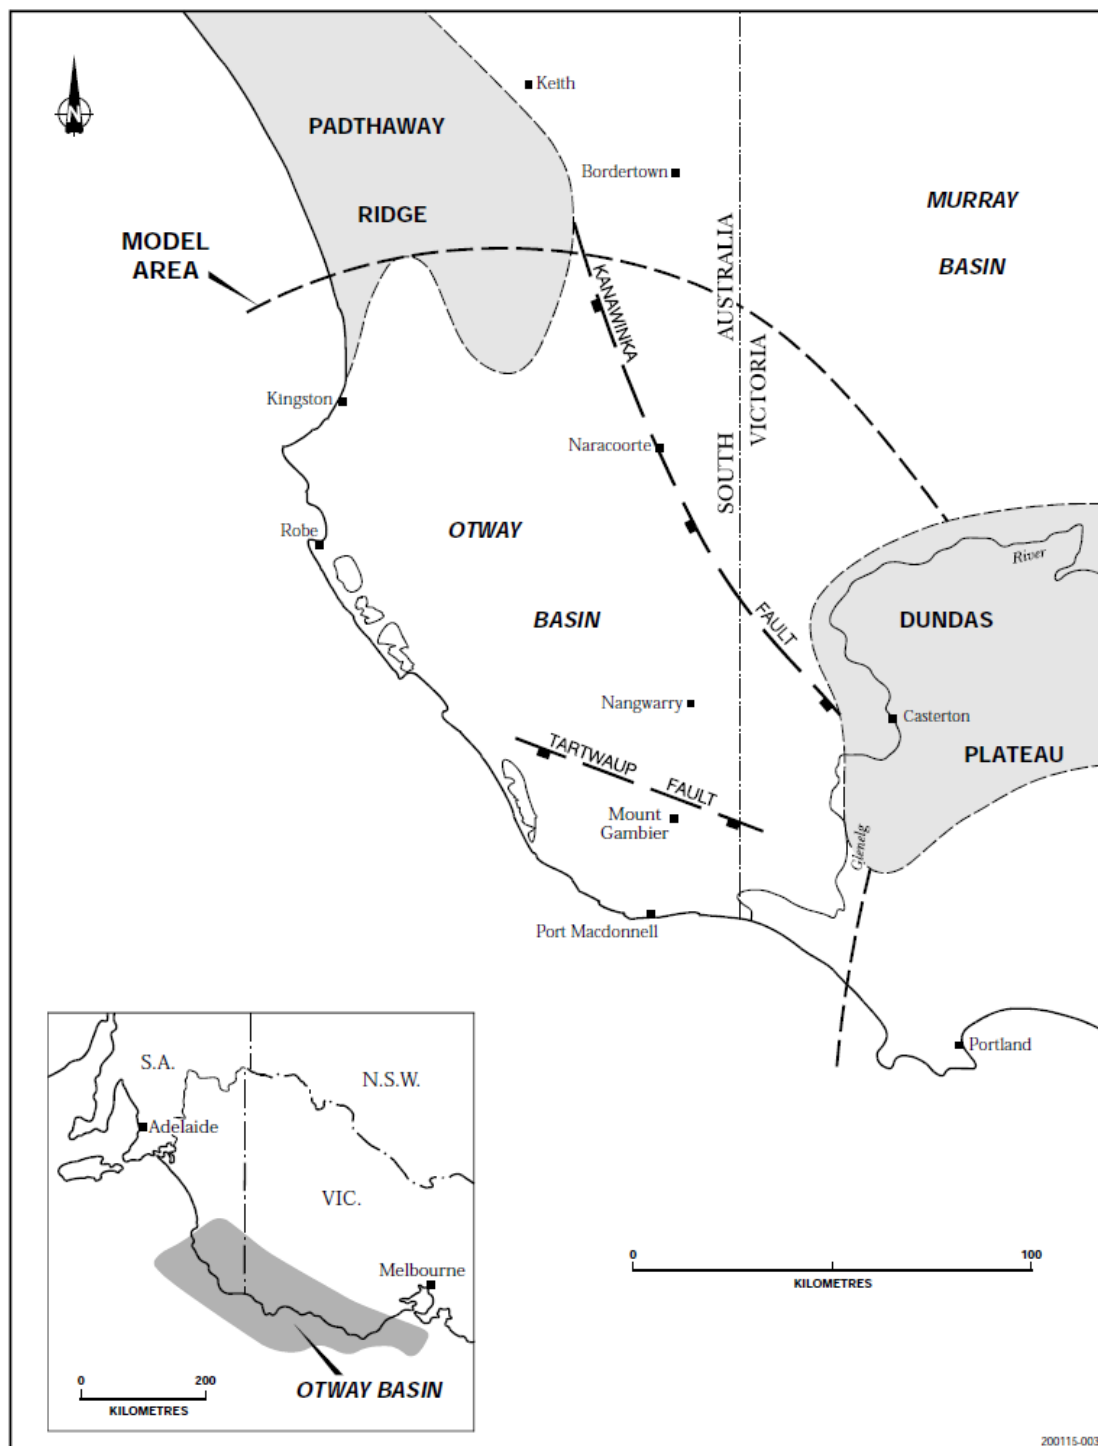 N
Keith
PADTHAWAY
Bordertown
MURRAY
RIDGE
MODEL
AREA
BASIN
KANAWINKA
SOUTH AUSTRALIA
VICTORIA
Kingston
Naracoorte
Robe
OTWAY
River
BASIN
FAULT
DUNDAS
Nangwarry
Casterton
TARTWAUP
FAULT
PLATEAU
Mount
Gambier
Glenelg
Port Macdonnell
Portland
S.A.
N.S.W.
Adelaide
VIC.
Melbourne
OTWAY BASIN
0 200
KILOMETRES
0 100
KILOMETRES
200115-003